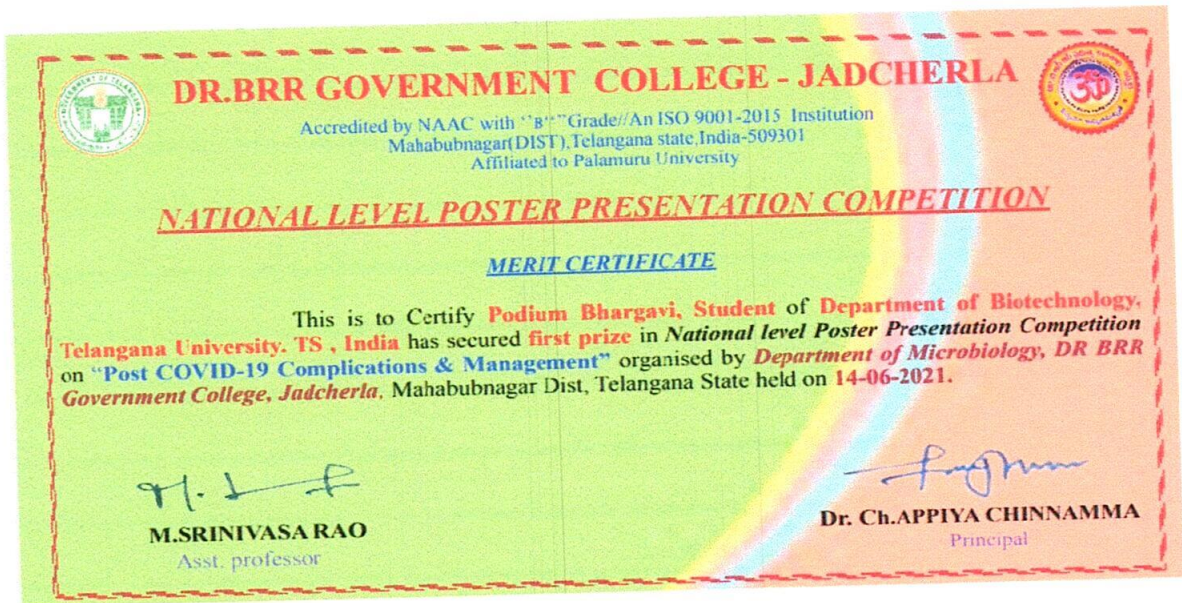 DR.BRR GOVERNMENT COLLEGE - JADCHERLA
Accredited by NAAC with ‘‘B++’’Grade//An ISO 9001-2015 Institution
Mahabubnagar(DIST),Telangana state,India-509301
Affiliated to Palamuru University
NATIONAL LEVEL POSTER PRESENTATION COMPETITION
MERIT CERTIFICATE
This is to Certify Podium Bhargavi, Student of Department of Biotechnology,
Telangana University. TS , India has secured first prize in National level Poster Presentation Competition
on “Post COVID-19 Complications & Management” organised by Department of Microbiology, DR BRR
Government College, Jadcherla, Mahabubnagar Dist, Telangana State held on 14-06-2021.
M.SRINIVASA RAO
Asst. professor
Dr. Ch.APPIYA CHINNAMMA
Principal